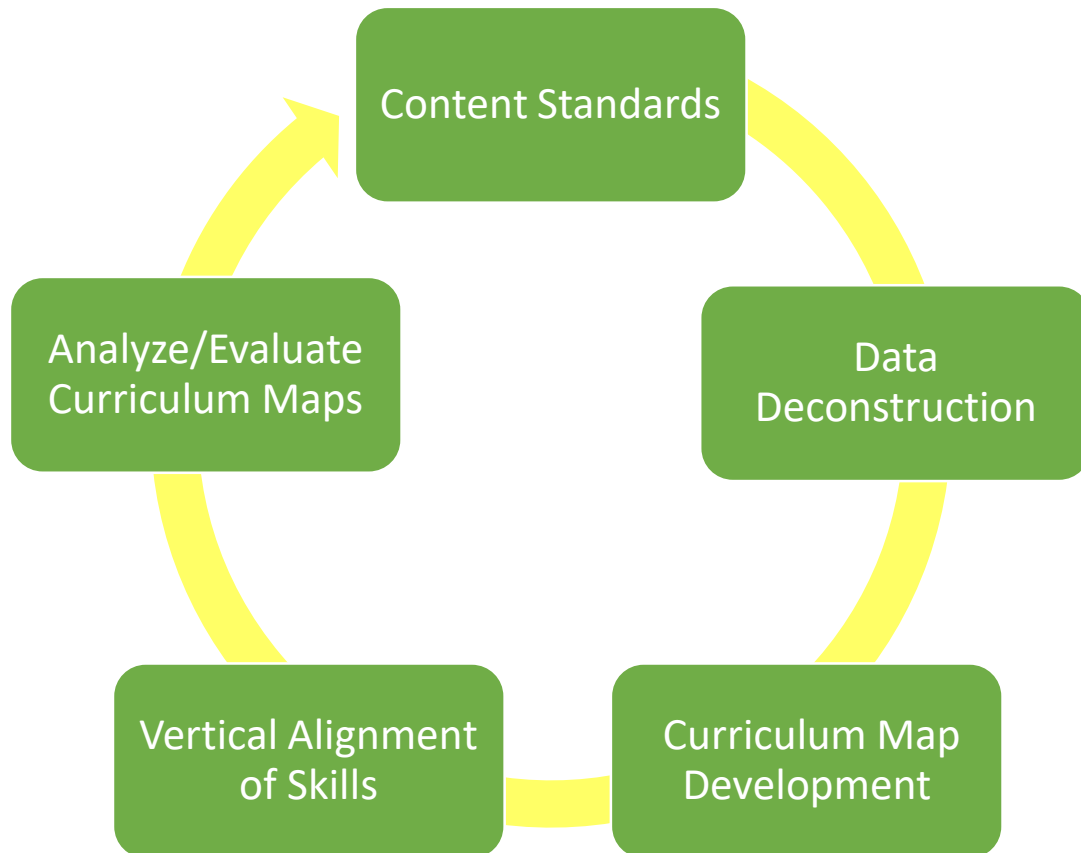 Content Standards
Data
Deconstruction
Curriculum Map
Development
Vertical Alignment
of Skills
Analyze/Evaluate
Curriculum Maps